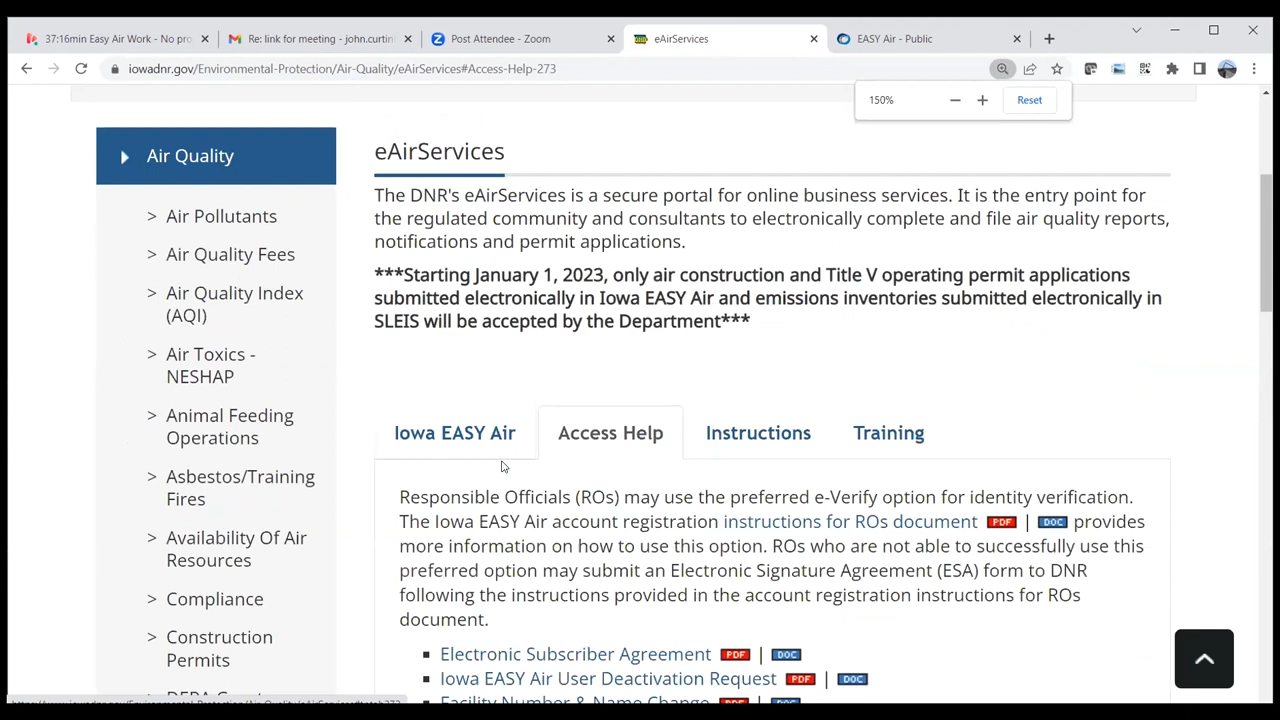 37:16min Easy Air Work - No pro
Re: link for meeting - john.curtin
Post Attendee - Zoom
eAirServices
EASY Air - Public
iowadnr.gov/Environmental-Protection/Air-Quality/eAirServices#Access-Help-273
150%
Reset
Air Quality
> Air Pollutants
> Air Quality Fees
> Air Quality Index
(AQI)
> Air Toxics -
NESHAP
> Animal Feeding
Operations
> Asbestos/Training
Fires
> Availability Of Air
Resources
> Compliance
> Construction
Permits
eAirServices
The DNR's eAirServices is a secure portal for online business services. It is the entry point for
the regulated community and consultants to electronically complete and file air quality reports,
notifications and permit applications.
***Starting January 1, 2023, only air construction and Title V operating permit applications
submitted electronically in Iowa EASY Air and emissions inventories submitted electronically in
SLEIS will be accepted by the Department***
Iowa EASY Air
Access Help
Instructions
Training
Responsible Officials (ROs) may use the preferred e-Verify option for identity verification.
The Iowa EASY Air account registration instructions for ROs document PDF | DOC provides
more information on how to use this option. ROs who are not able to successfully use this
preferred option may submit an Electronic Signature Agreement (ESA) form to DNR
following the instructions provided in the account registration instructions for ROs
document.
Electronic Subscriber Agreement PDF | DOC
Iowa EASY Air User Deactivation Request PDF | DOC
Facility Number & Name Change